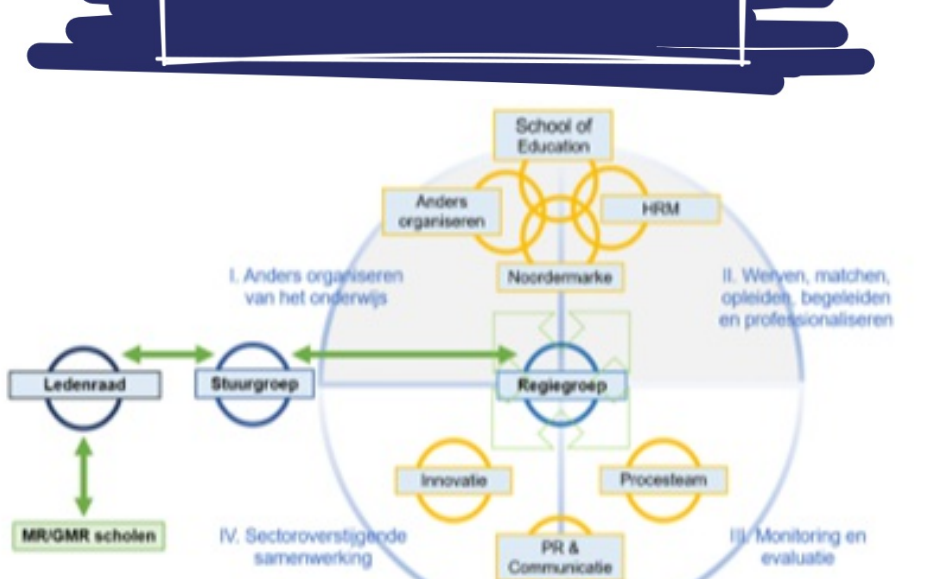 School of
Education
Anders
organiseren
HRM
Noordermarke
I. Anders organiseren
van het onderwijs
II. Werven, matchen,
opleiden, begeleiden
en professionaliseren
Ledenraad
Stuurgroep
Regiegroep
Innovatie
Procesteam
MR/GMR scholen
IV. Sectoroverstijgende
samenwerking
PR &
Communicatie
III. Monitoring en
evaluatie